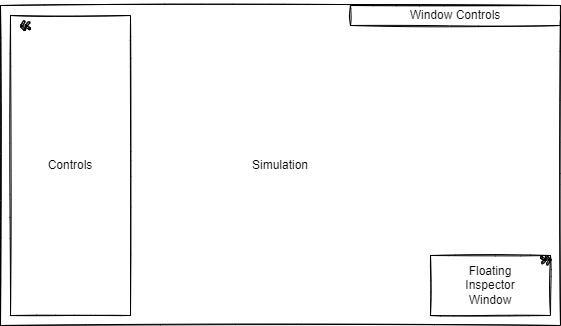 Window Controls
Controls
Simulation
Floating
Inspector
Window